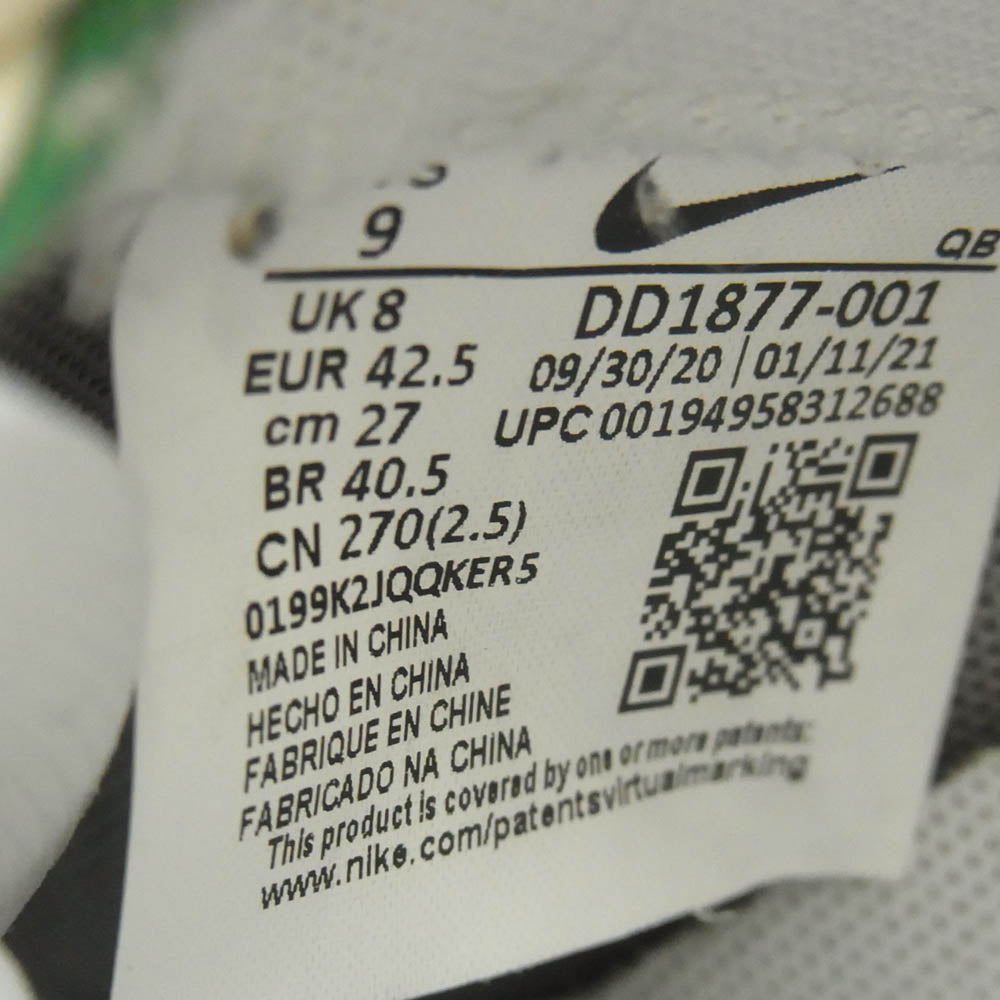 9
QB
UK 8
DD1877-001
EUR 42.5
09/30/20 | 01/11/21
cm 27
UPC 00194958312688
BR 40.5
CN 270(2.5)
0199K2JQQKER5
MADE IN CHINA
HECHO EN CHINA
FABRIQUE EN CHINE
FABRICADO NA CHINA
This product is covered by one or more patents:
www.nike.com/patentsvirtualmarking